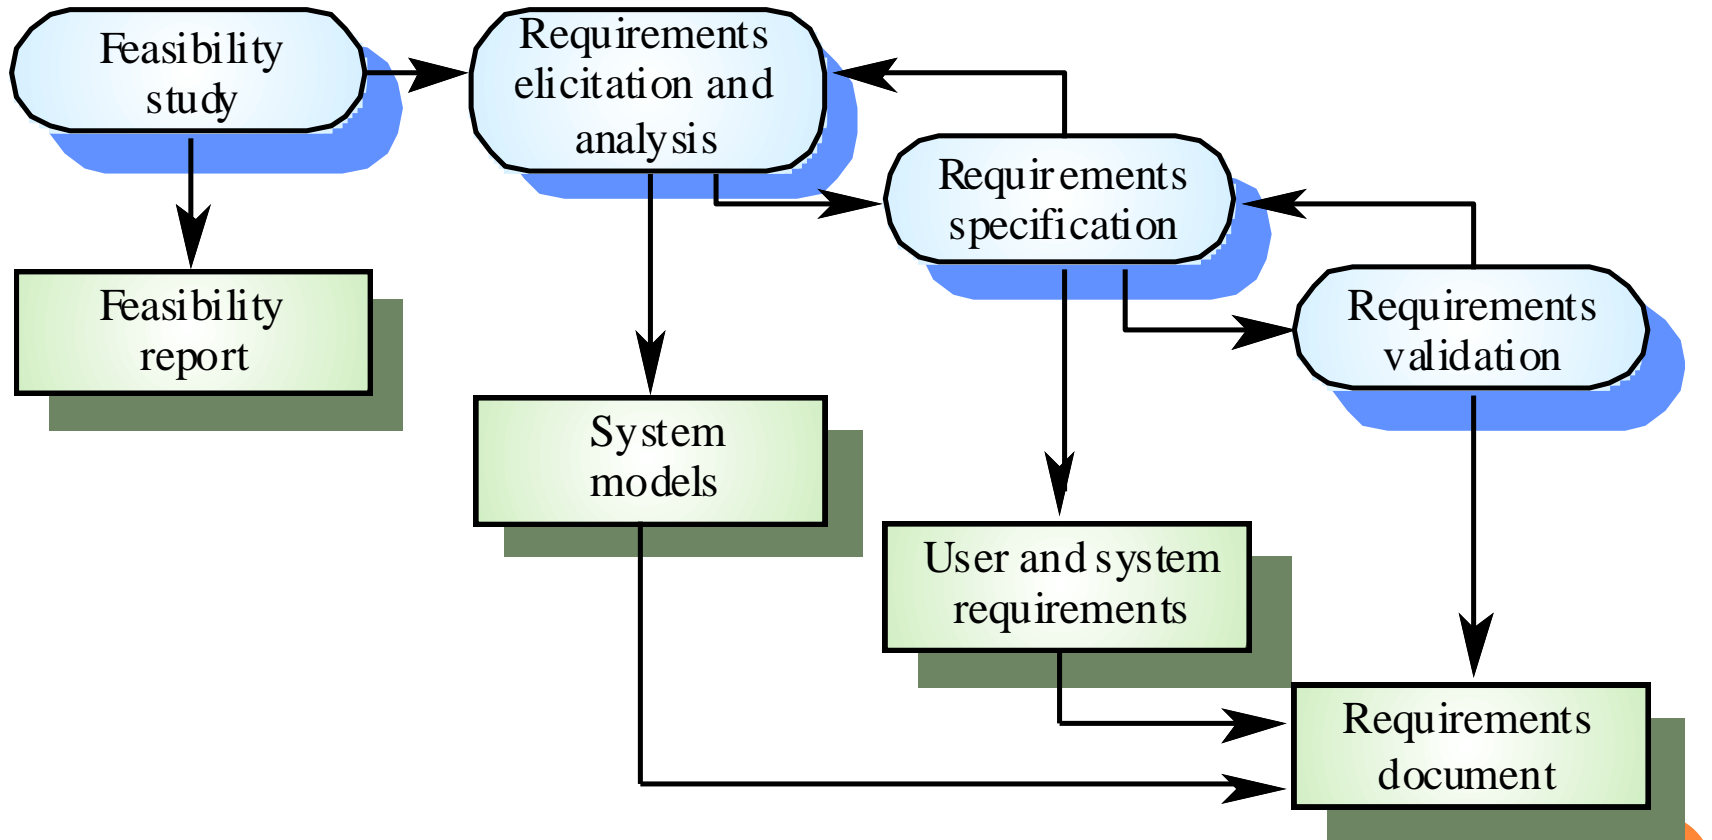 Feasibility
study
Requirements
elicitation and
analysis
Requirements
specification
Requirements
validation
Feasibility
report
System
models
User and system
requirements
Requirements
document